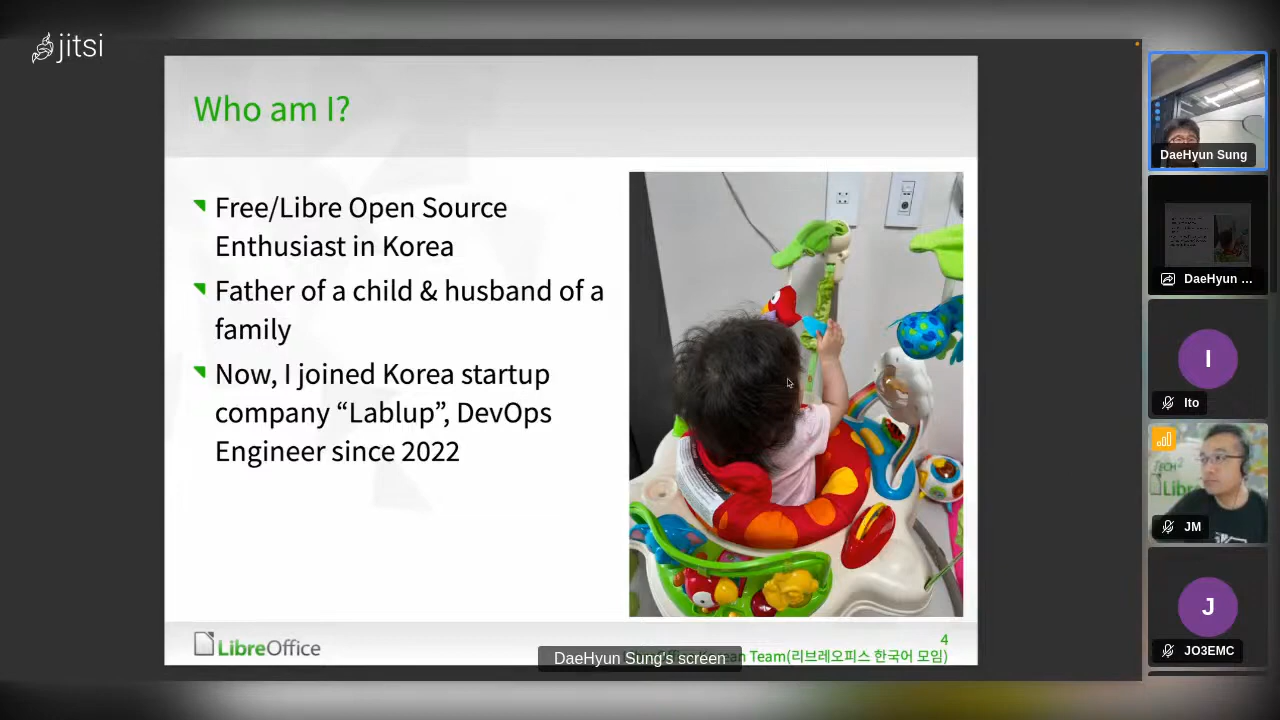 jitsi
Who am I?
Free/Libre Open Source
Enthusiast in Korea
Father of a child & husband of a
family
Now, I joined Korea startup
company “Lablup”, DevOps
Engineer since 2022
LibreOffice
4
Team(리브레오피스 한국어 모임)
DaeHyun Sung's screen
DaeHyun Sung
DaeHyun ...
I
Ito
TECH
Libr
JM
J
JO3EMC